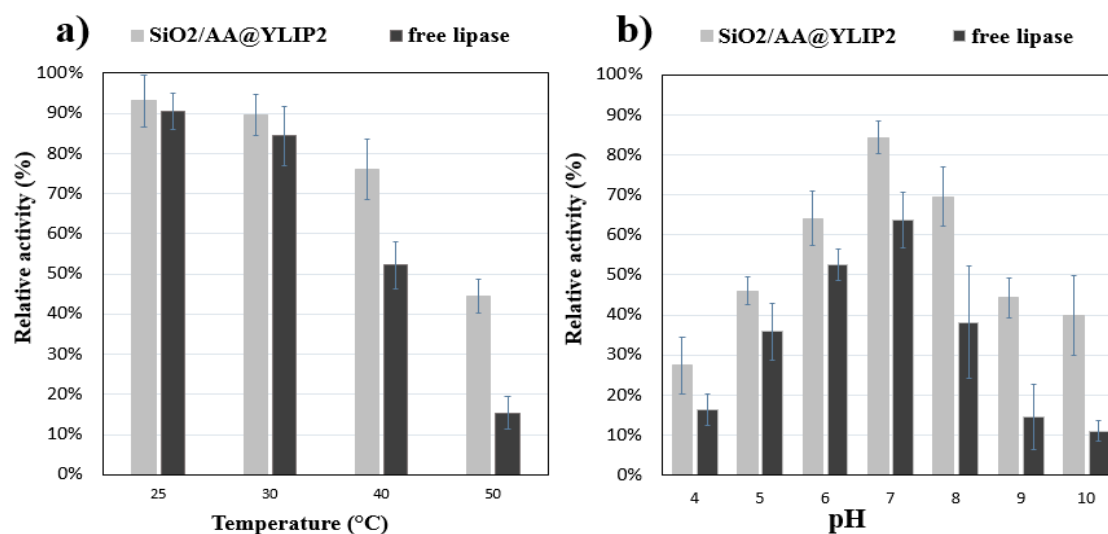 a)
SiO2/AA@YLIP2 free lipase
Relative activity (%)
100%
90%
80%
70%
60%
50%
40%
30%
20%
10%
0%
25 30 40 50
Temperature (°C)
b)
SiO2/AA@YLIP2 free lipase
Relative activity (%)
100%
90%
80%
70%
60%
50%
40%
30%
20%
10%
0%
4 5 6 7 8 9 10
pH